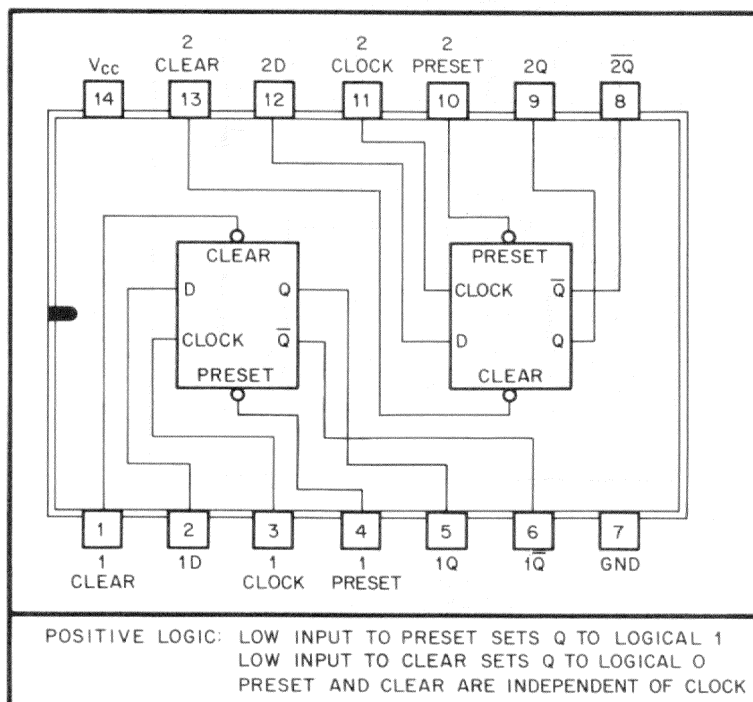 2 2 2
Vcc CLEAR 2D CLOCK PRESET 2Q 2Q̅
14 13 12 11 10 9 8
CLEAR PRESET
D Q CLOCK Q̅
CLOCK Q̅ D Q
PRESET CLEAR
1 2 3 4 5 6 7
1 1D 1 1 1Q 1Q̅ GND
CLEAR CLOCK PRESET
POSITIVE LOGIC: LOW INPUT TO PRESET SETS Q TO LOGICAL 1
LOW INPUT TO CLEAR SETS Q TO LOGICAL 0
PRESET AND CLEAR ARE INDEPENDENT OF CLOCK